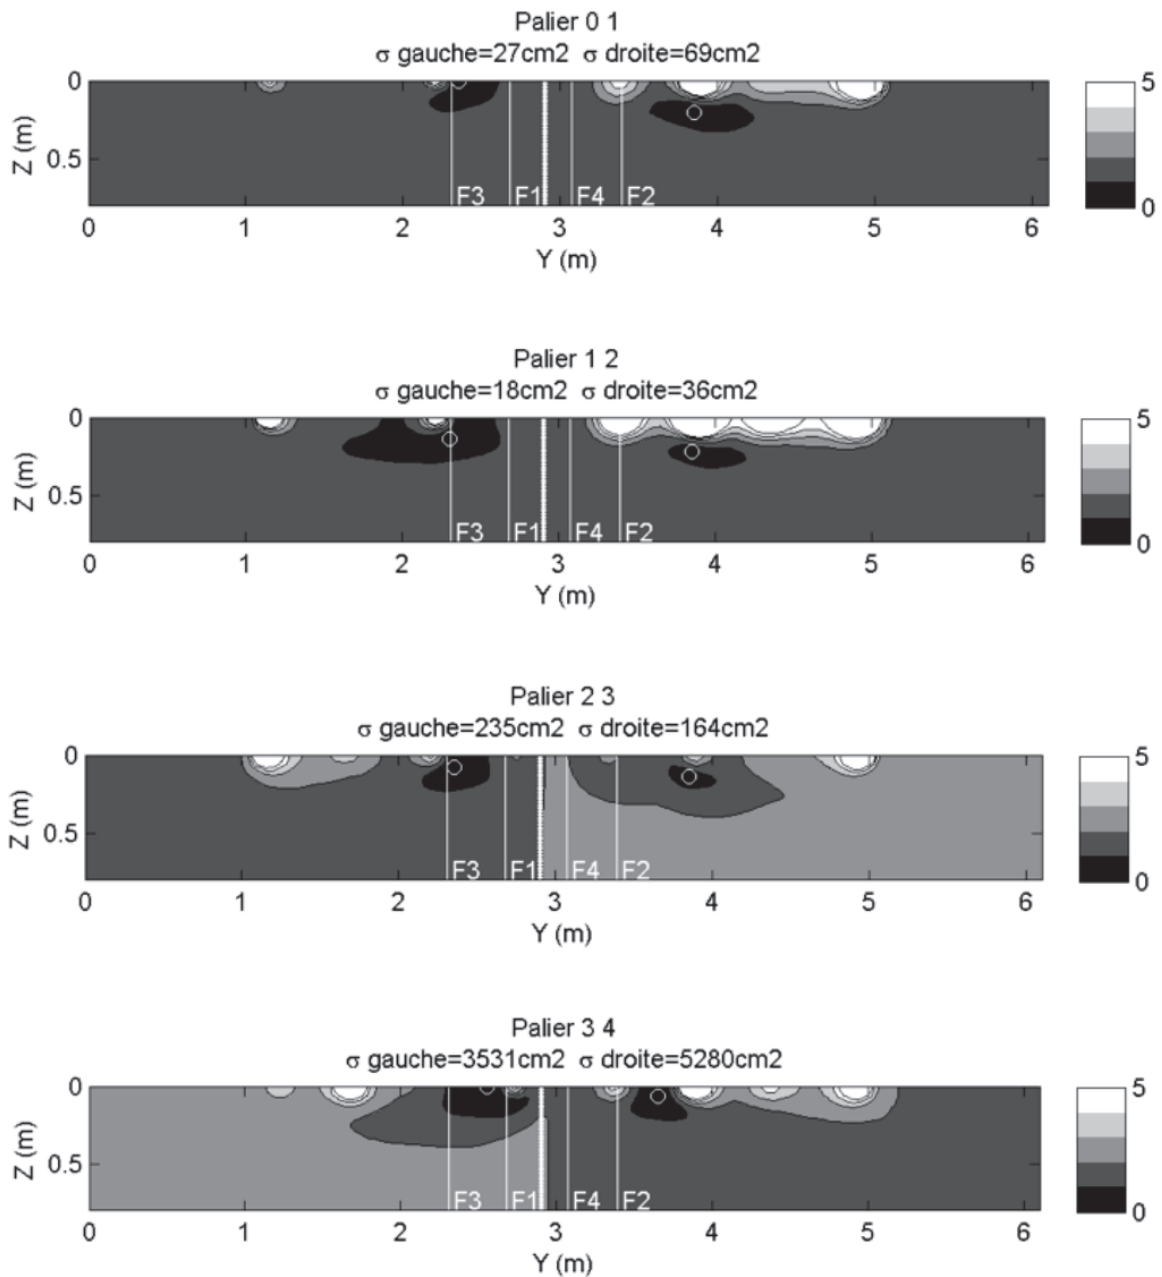 Palier 0 1
σ gauche=27cm2 σ droite=69cm2
0
0.5
Z (m)
F3 F1 F4 F2
0 1 2 3 4 5 6
Y (m)
5
0
Palier 1 2
σ gauche=18cm2 σ droite=36cm2
0
0.5
Z (m)
F3 F1 F4 F2
0 1 2 3 4 5 6
Y (m)
5
0
Palier 2 3
σ gauche=235cm2 σ droite=164cm2
0
0.5
Z (m)
F3 F1 F4 F2
0 1 2 3 4 5 6
Y (m)
5
0
Palier 3 4
σ gauche=3531cm2 σ droite=5280cm2
0
0.5
Z (m)
F3 F1 F4 F2
0 1 2 3 4 5 6
Y (m)
5
0